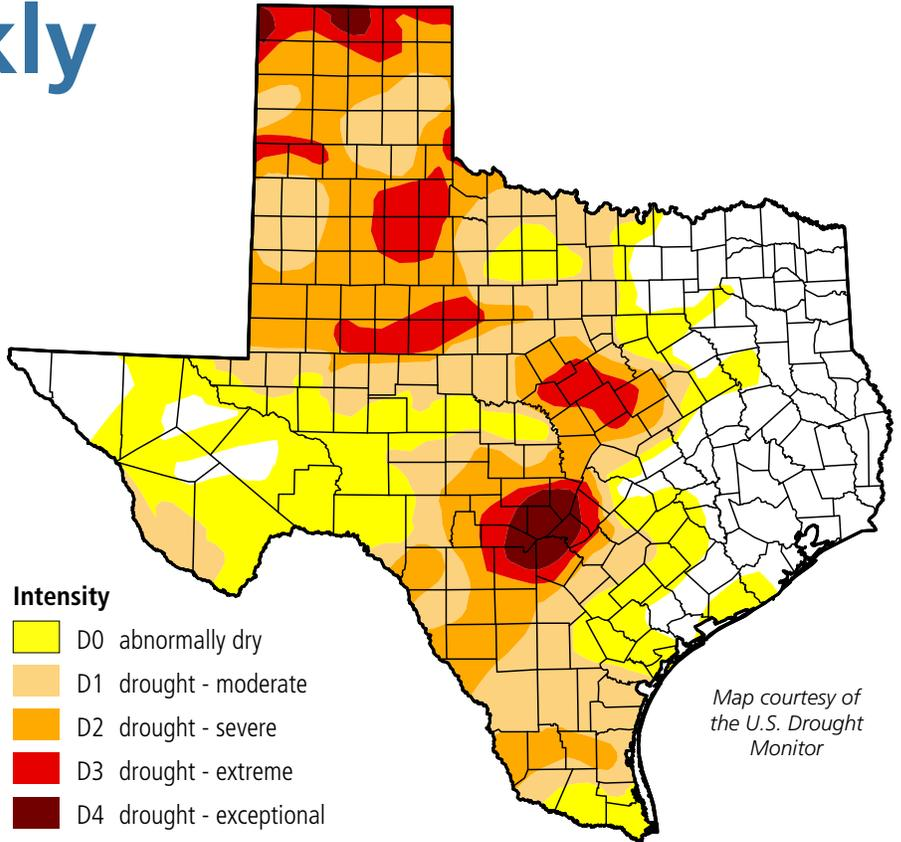 kly
Intensity
D0 abnormally dry
D1 drought - moderate
D2 drought - severe
D3 drought - extreme
D4 drought - exceptional
Map courtesy of
the U.S. Drought
Monitor